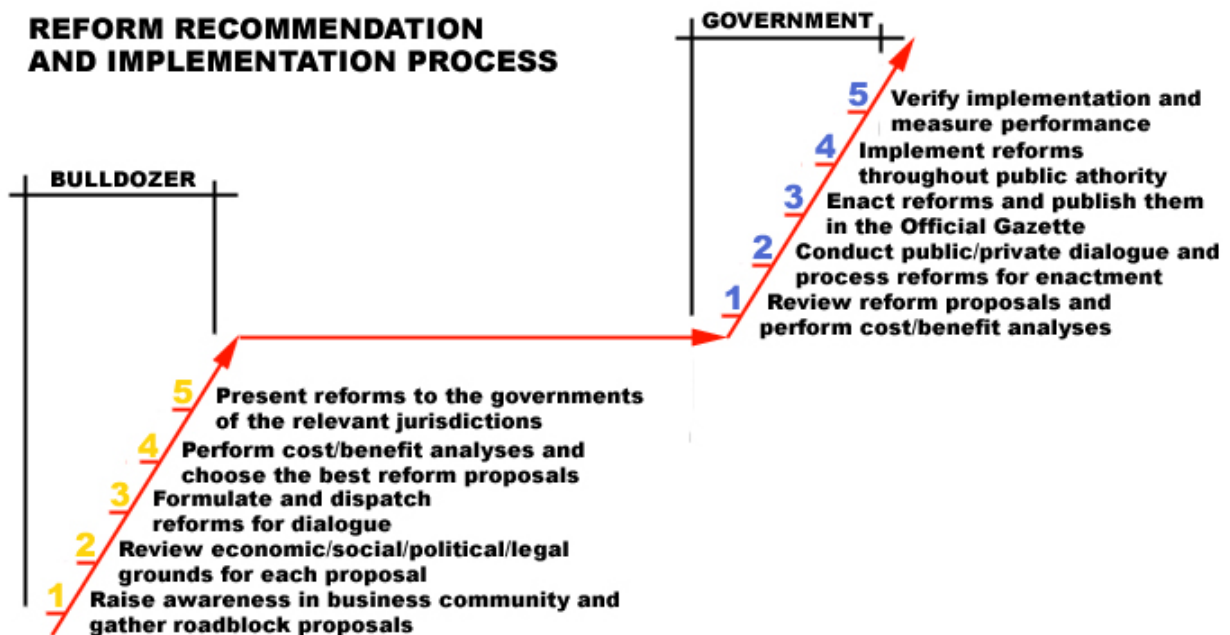 REFORM RECOMMENDATION
AND IMPLEMENTATION PROCESS
GOVERNMENT
5 Verify implementation and
measure performance
4 Implement reforms
throughout public athority
3 Enact reforms and publish them
in the Official Gazette
2 Conduct public/private dialogue and
process reforms for enactment
1 Review reform proposals and
perform cost/benefit analyses
BULLDOZER
5 Present reforms to the governments
of the relevant jurisdictions
4 Perform cost/benefit analyses and
choose the best reform proposals
3 Formulate and dispatch
reforms for dialogue
2 Review economic/social/political/legal
grounds for each proposal
1 Raise awareness in business community and
gather roadblock proposals